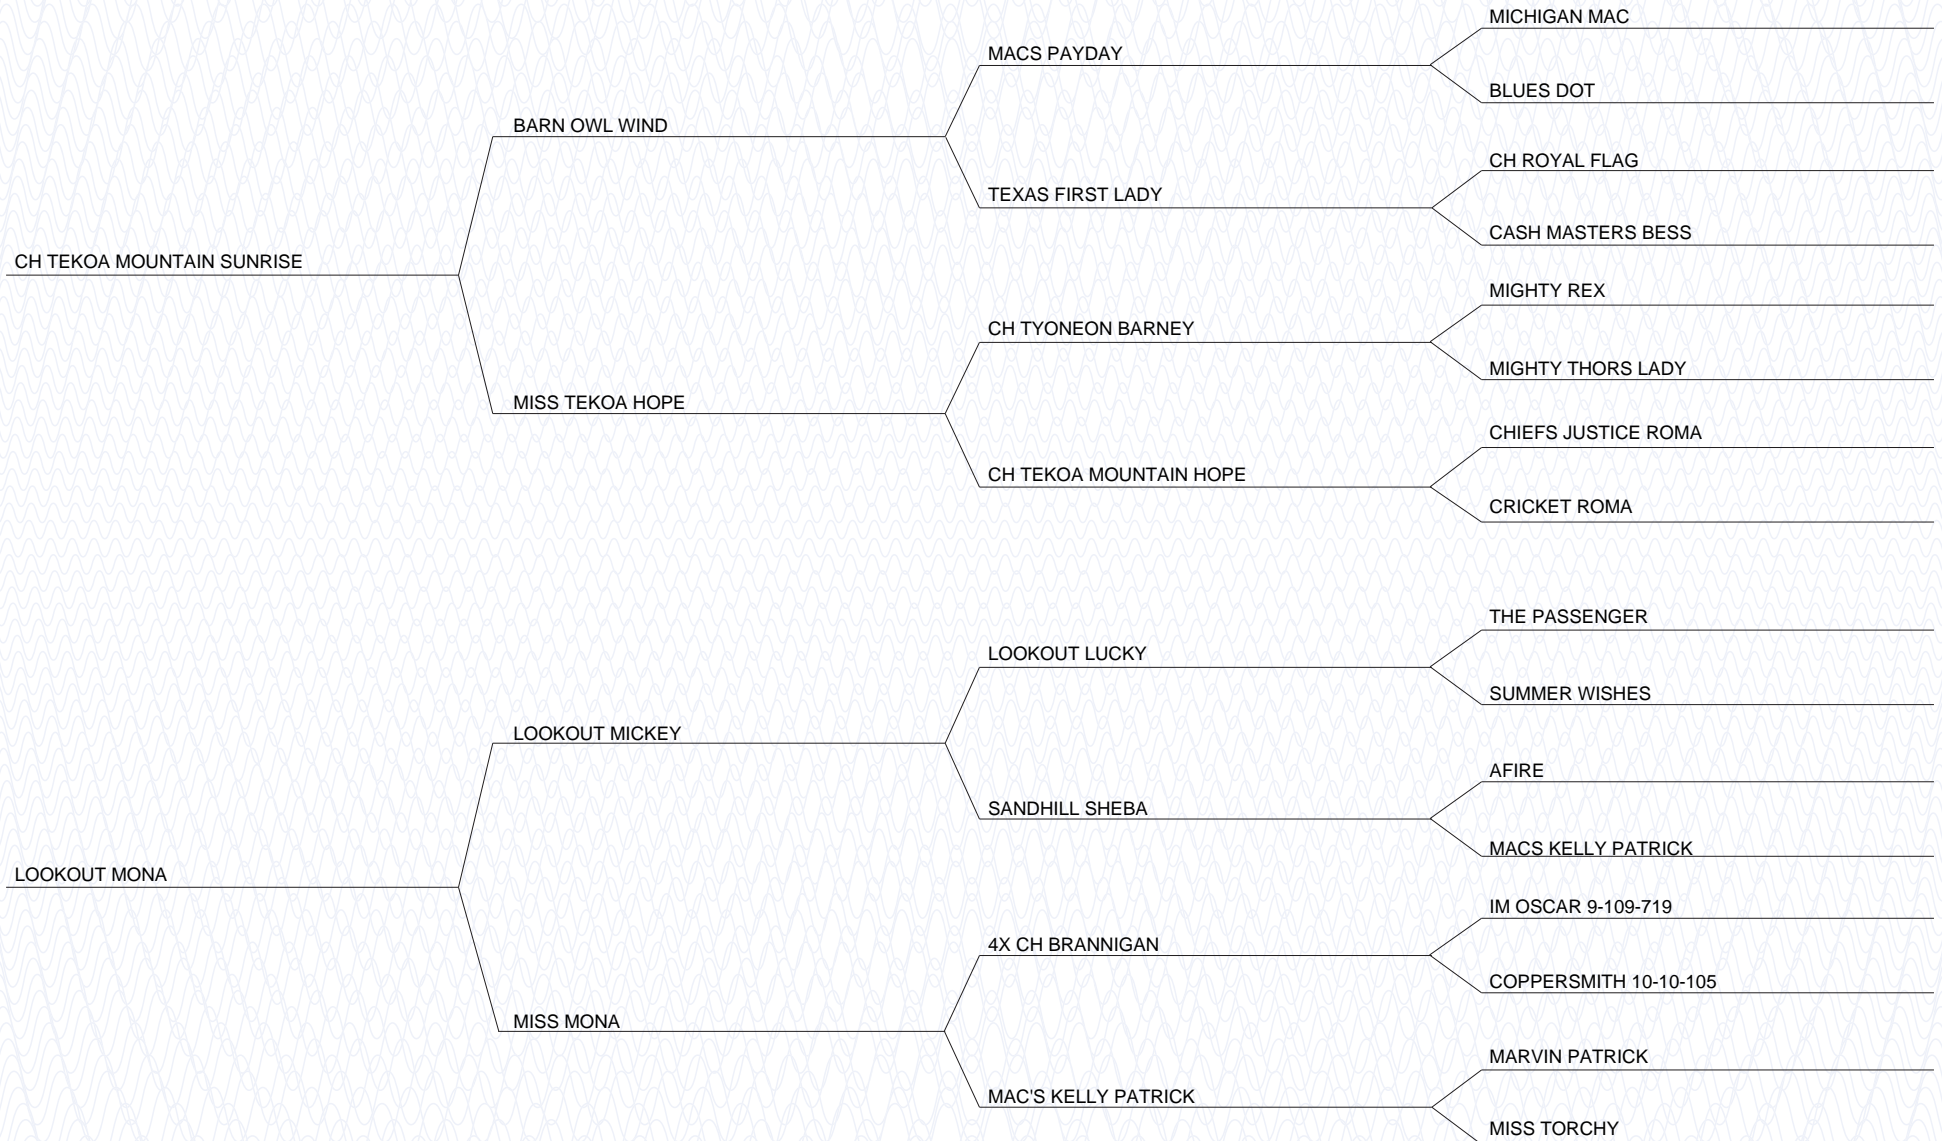 MICHIGAN MAC
MACS PAYDAY
BLUES DOT
BARN OWL WIND
CH ROYAL FLAG
TEXAS FIRST LADY
CASH MASTERS BESS
CH TEKOA MOUNTAIN SUNRISE
MIGHTY REX
CH TYONEON BARNEY
MIGHTY THORS LADY
MISS TEKOA HOPE
CHIEFS JUSTICE ROMA
CH TEKOA MOUNTAIN HOPE
CRICKET ROMA
THE PASSENGER
LOOKOUT LUCKY
SUMMER WISHES
LOOKOUT MICKEY
AFIRE
SANDHILL SHEBA
MACS KELLY PATRICK
LOOKOUT MONA
IM OSCAR 9-109-719
4X CH BRANNIGAN
COPPERSMITH 10-10-105
MISS MONA
MARVIN PATRICK
MAC'S KELLY PATRICK
MISS TORCHY